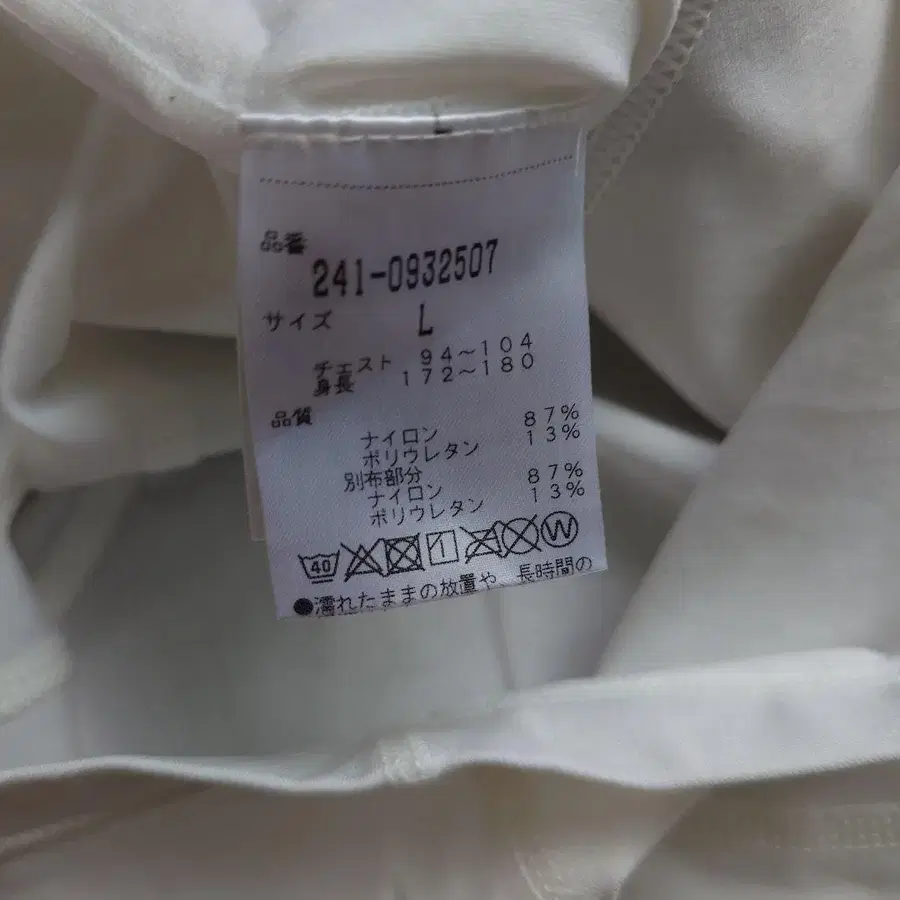 品番
241-0932507
サイズ L
チェスト 94～104
身長 172～180
品質
ナイロン 87%
ポリウレタン 13%
別布部分
ナイロン 87%
ポリウレタン 13%
40 W
●濡れたままの放置や、長時間の